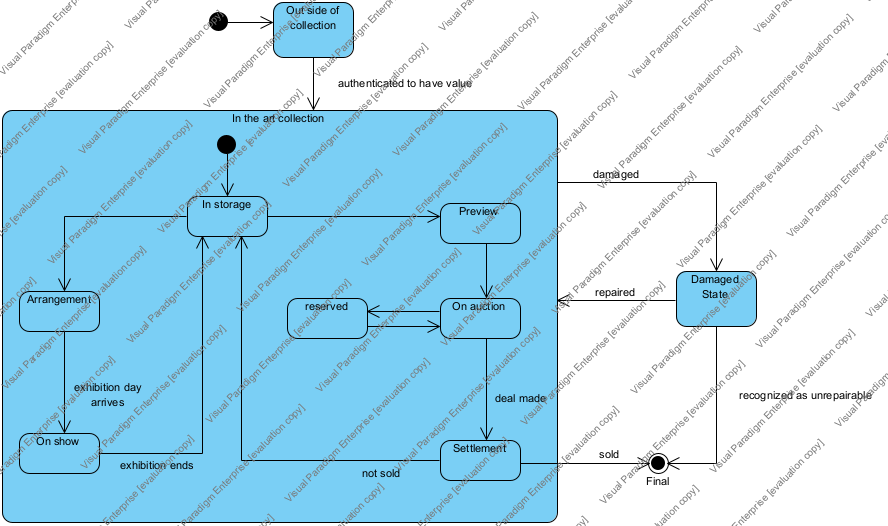 Out side of
collection
authenticated to have value
In the art collection
damaged
In storage
Preview
Damaged
State
repaired
Arrangement
reserved
On auction
exhibition day
arrives
deal made
recognized as unrepairable
On show
Settlement
exhibition ends
not sold
sold
Final
Visual Paradigm Enterprise [evaluation copy]